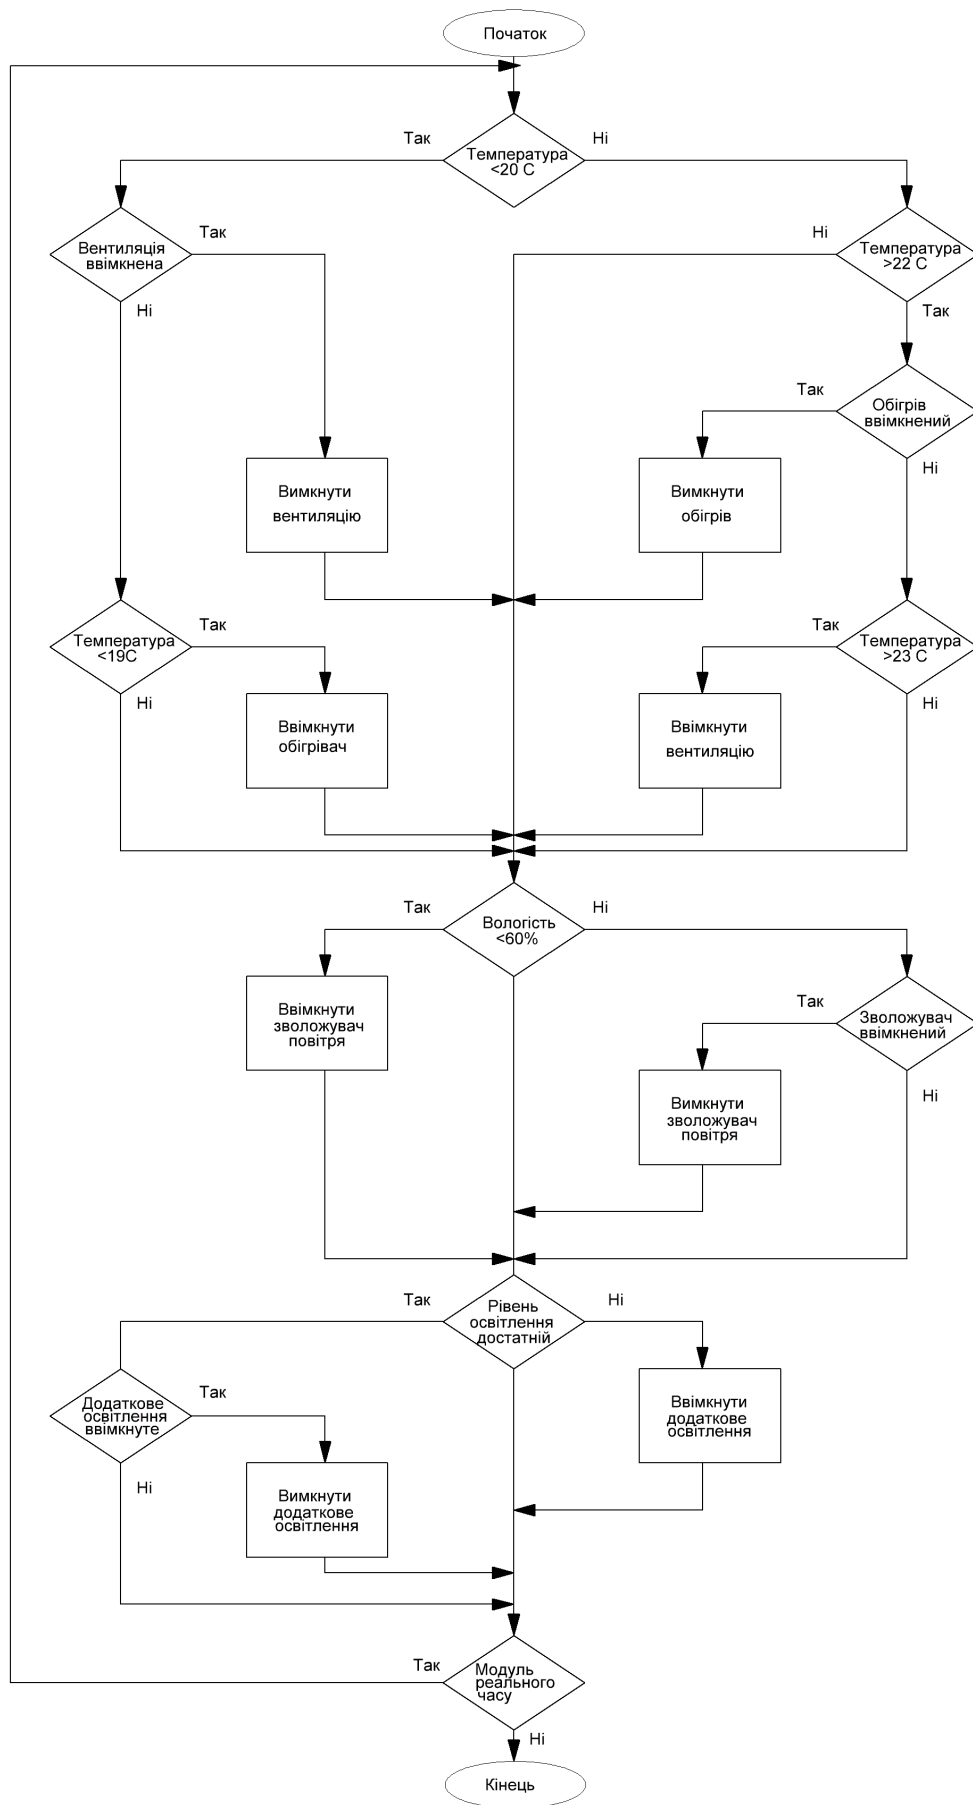 Початок
Так
Ні
Температура
<20 С
Вентиляція
ввімкнена
Так
Ні
Температура
>22 С
Ні
Так
Так
Обігрів
ввімкнений
Ні
Вимкнути
вентиляцію
Вимкнути
обігрів
Температура
<19С
Так
Так
Температура
>23 С
Ні
Ні
Ввімкнути
обігрівач
Ввімкнути
вентиляцію
Так
Ні
Вологість
<60%
Ввімкнути
зволожувач
повітря
Так
Зволожувач
ввімкнений
Ні
Вимкнути
зволожувач
повітря
Так
Ні
Рівень
освітлення
достатній
Додаткове
освітлення
ввімкнуте
Так
Ні
Ввімкнути
додаткове
освітлення
Вимкнути
додаткове
освітлення
Так
Модуль
реального
часу
Ні
Кінець